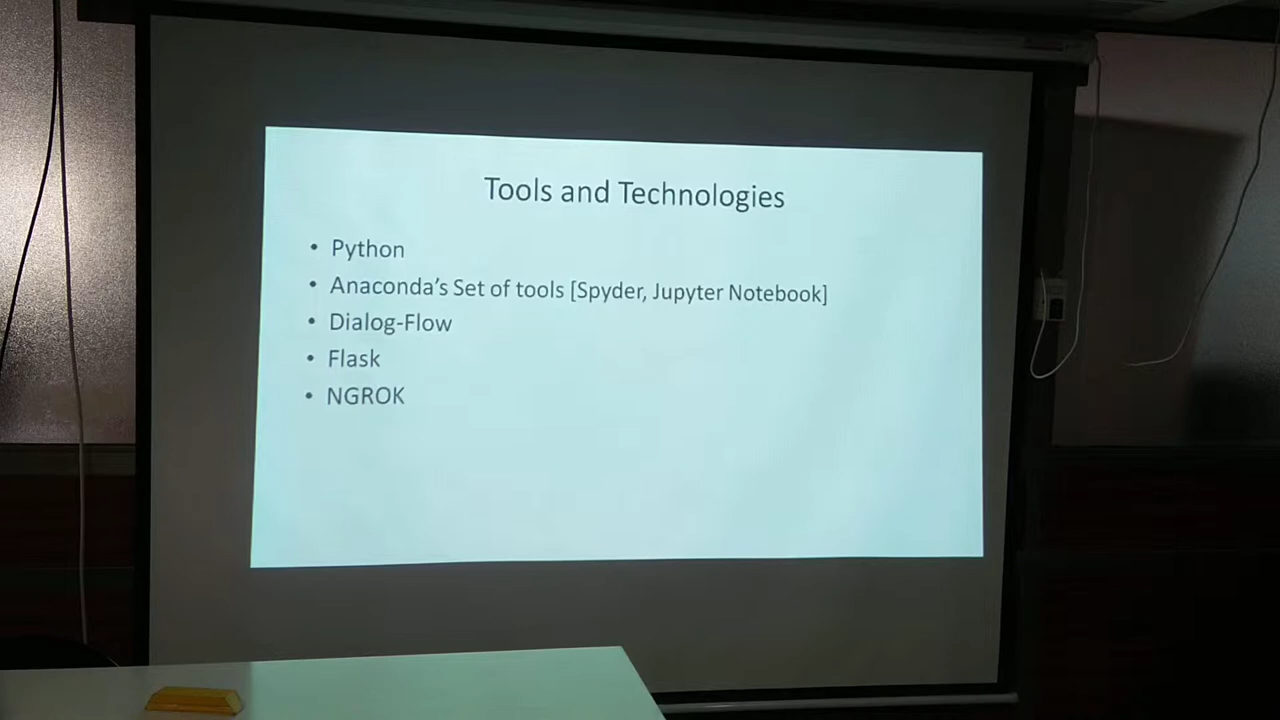 Tools and Technologies
• Python
• Anaconda's Set of tools [Spyder, Jupyter Notebook]
• Dialog-Flow
• Flask
• NGROK